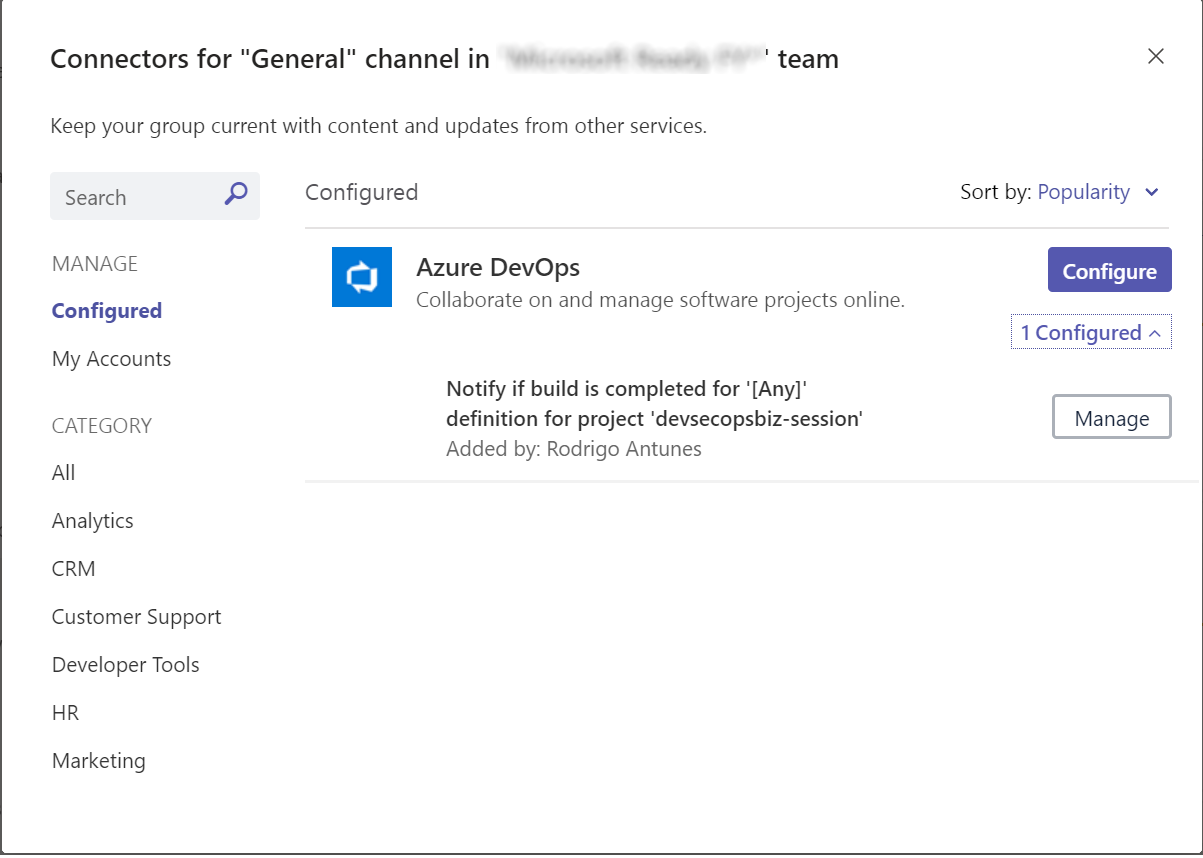 Connectors for "General" channel in ' team
Keep your group current with content and updates from other services.
Search
Configured
Sort by: Popularity
MANAGE
Configured
My Accounts
CATEGORY
All
Analytics
CRM
Customer Support
Developer Tools
HR
Marketing
Azure DevOps
Collaborate on and manage software projects online.
Configure
1 Configured
Notify if build is completed for '[Any]'
definition for project 'devsecopsbiz-session'
Added by: Rodrigo Antunes
Manage